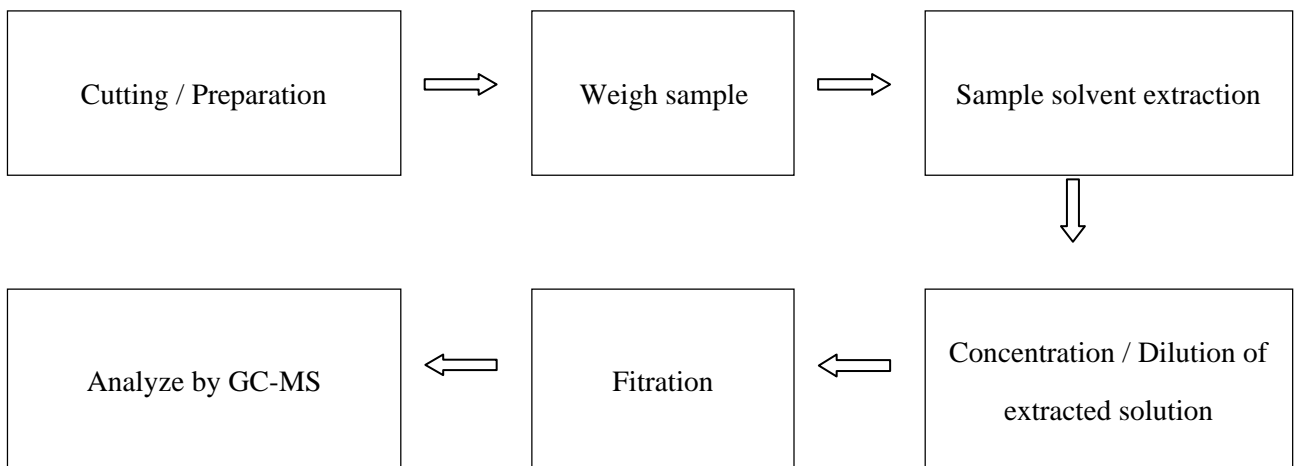 Cutting / Preparation
Weigh sample
Sample solvent extraction
Concentration / Dilution of
extracted solution
Fitration
Analyze by GC-MS